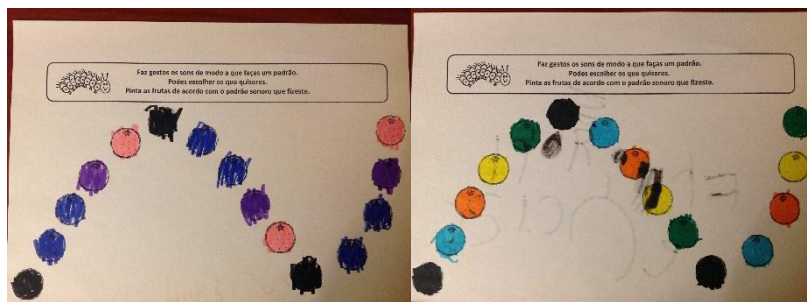 Faz gestos os sons de modo a que faças um padrão.
Podes escolher os que quiseres.
Pinta as frutas de acordo com o padrão sonoro que fizeste.
Faz gestos os sons de modo a que faças um padrão.
Podes escolher os que quiseres.
Pinta as frutas de acordo com o padrão sonoro que fizeste.